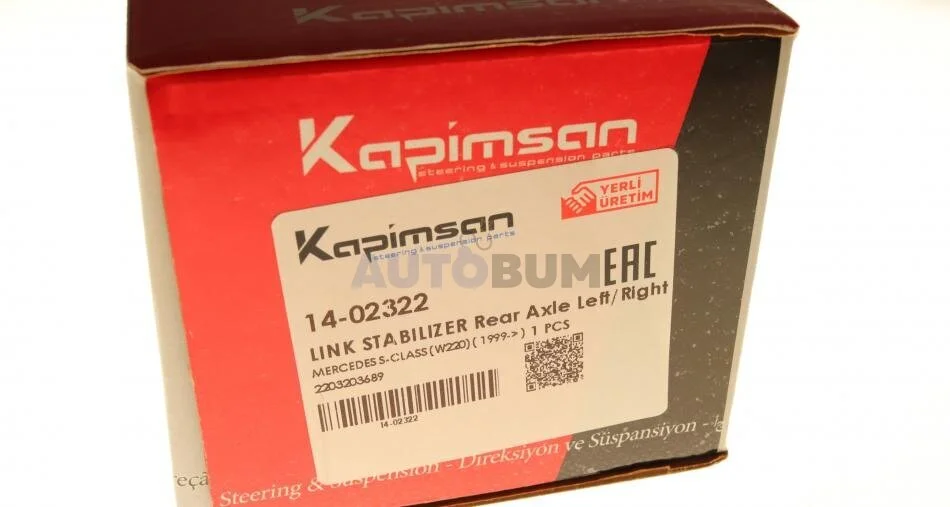 Kapimsan
steering & suspension parts
YERLİ
ÜRETİM
Kapimsan
steering & suspension parts
AUTOBUM
EAC
14-02322
LINK STABILIZER Rear Axle Left/Right
MERCEDES S-CLASS(W220)(1999->) 1 PCS
2203203689
14-02322
Steering & Suspension - Direksiyon ve Süspansiyon -